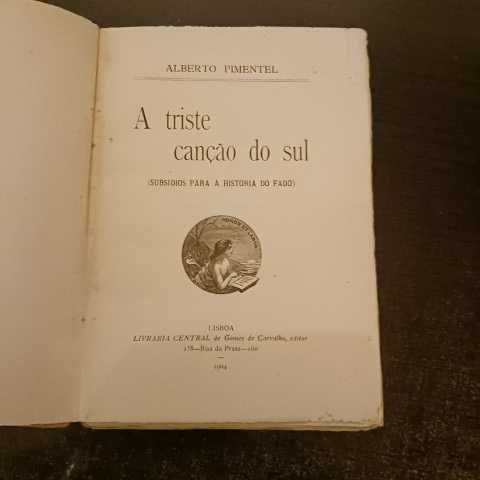 ALBERTO PIMENTEL
A triste
canção do sul
(SUBSIDIOS PARA A HISTORIA DO FADO)
LISBOA
LIVRARIA CENTRAL de Gomes de Carvalho, editor
158—Rua da Prata—160
1904